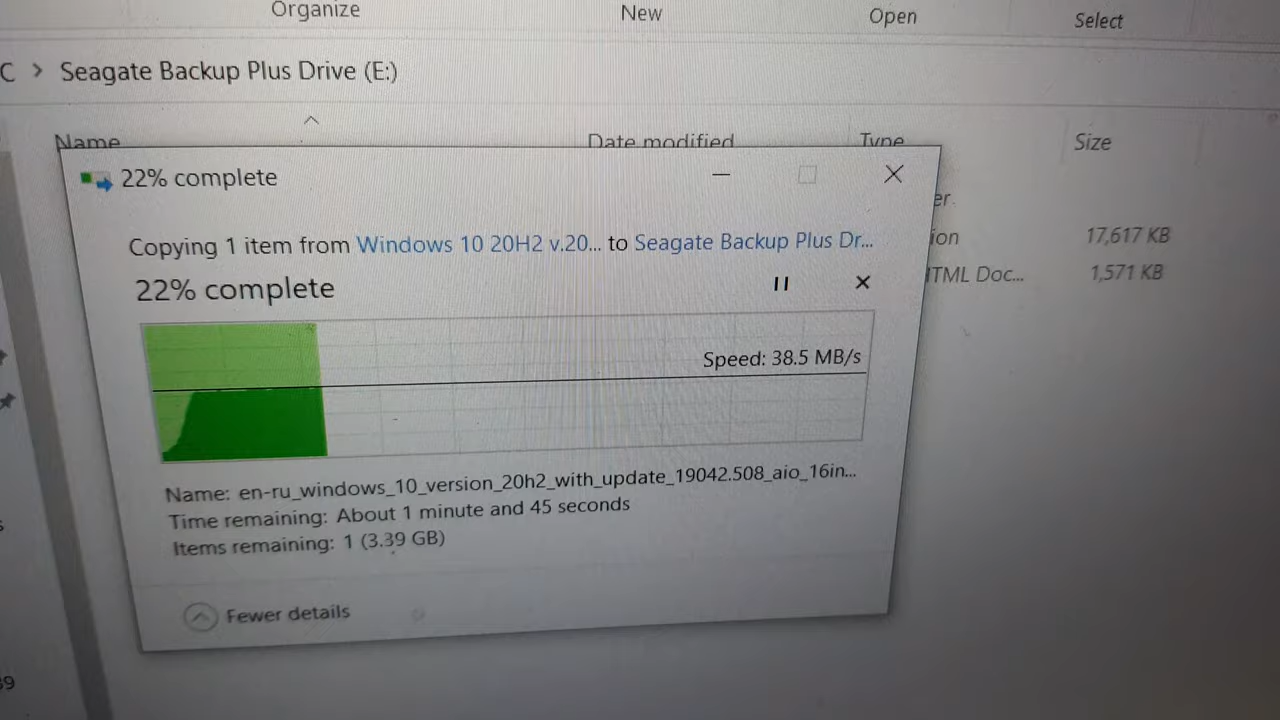 Organize New Open Select
C > Seagate Backup Plus Drive (E:)
Name Date modified Type Size
22% complete
er.
Copying 1 item from Windows 10 20H2 v.20... to Seagate Backup Plus Dr...
ion 17,617 KB
22% complete
TML Doc... 1,571 KB
Speed: 38.5 MB/s
Name: en-ru_windows_10_version_20h2_with_update_19042.508_aio_16in...
Time remaining: About 1 minute and 45 seconds
Items remaining: 1 (3.39 GB)
Fewer details